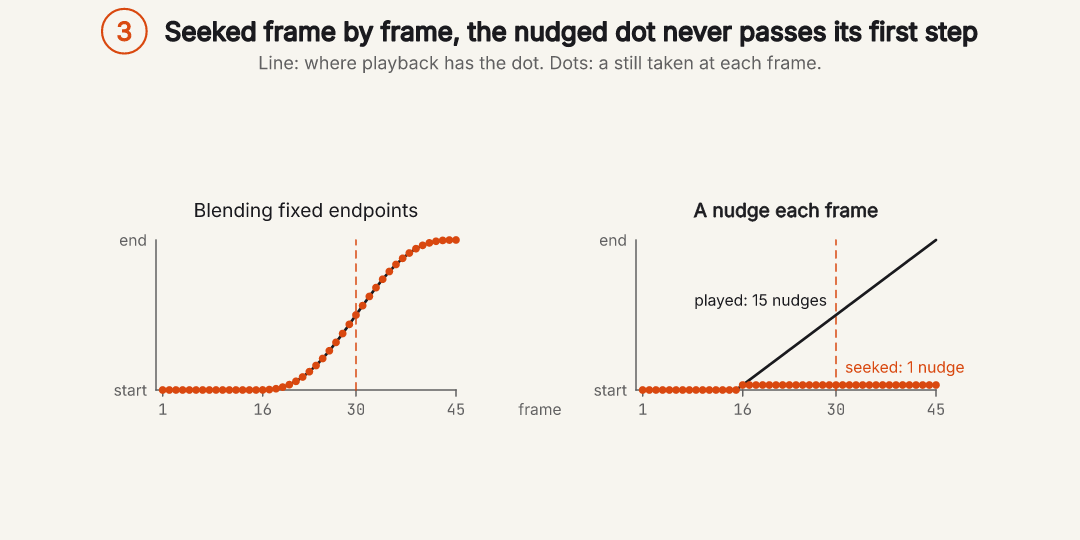 3 Seeked frame by frame, the nudged dot never passes its first step
Line: where playback has the dot. Dots: a still taken at each frame.
Blending fixed endpoints
end
start
1 16 30 45
frame
A nudge each frame
end
played: 15 nudges
seeked: 1 nudge
start
1 16 30 45